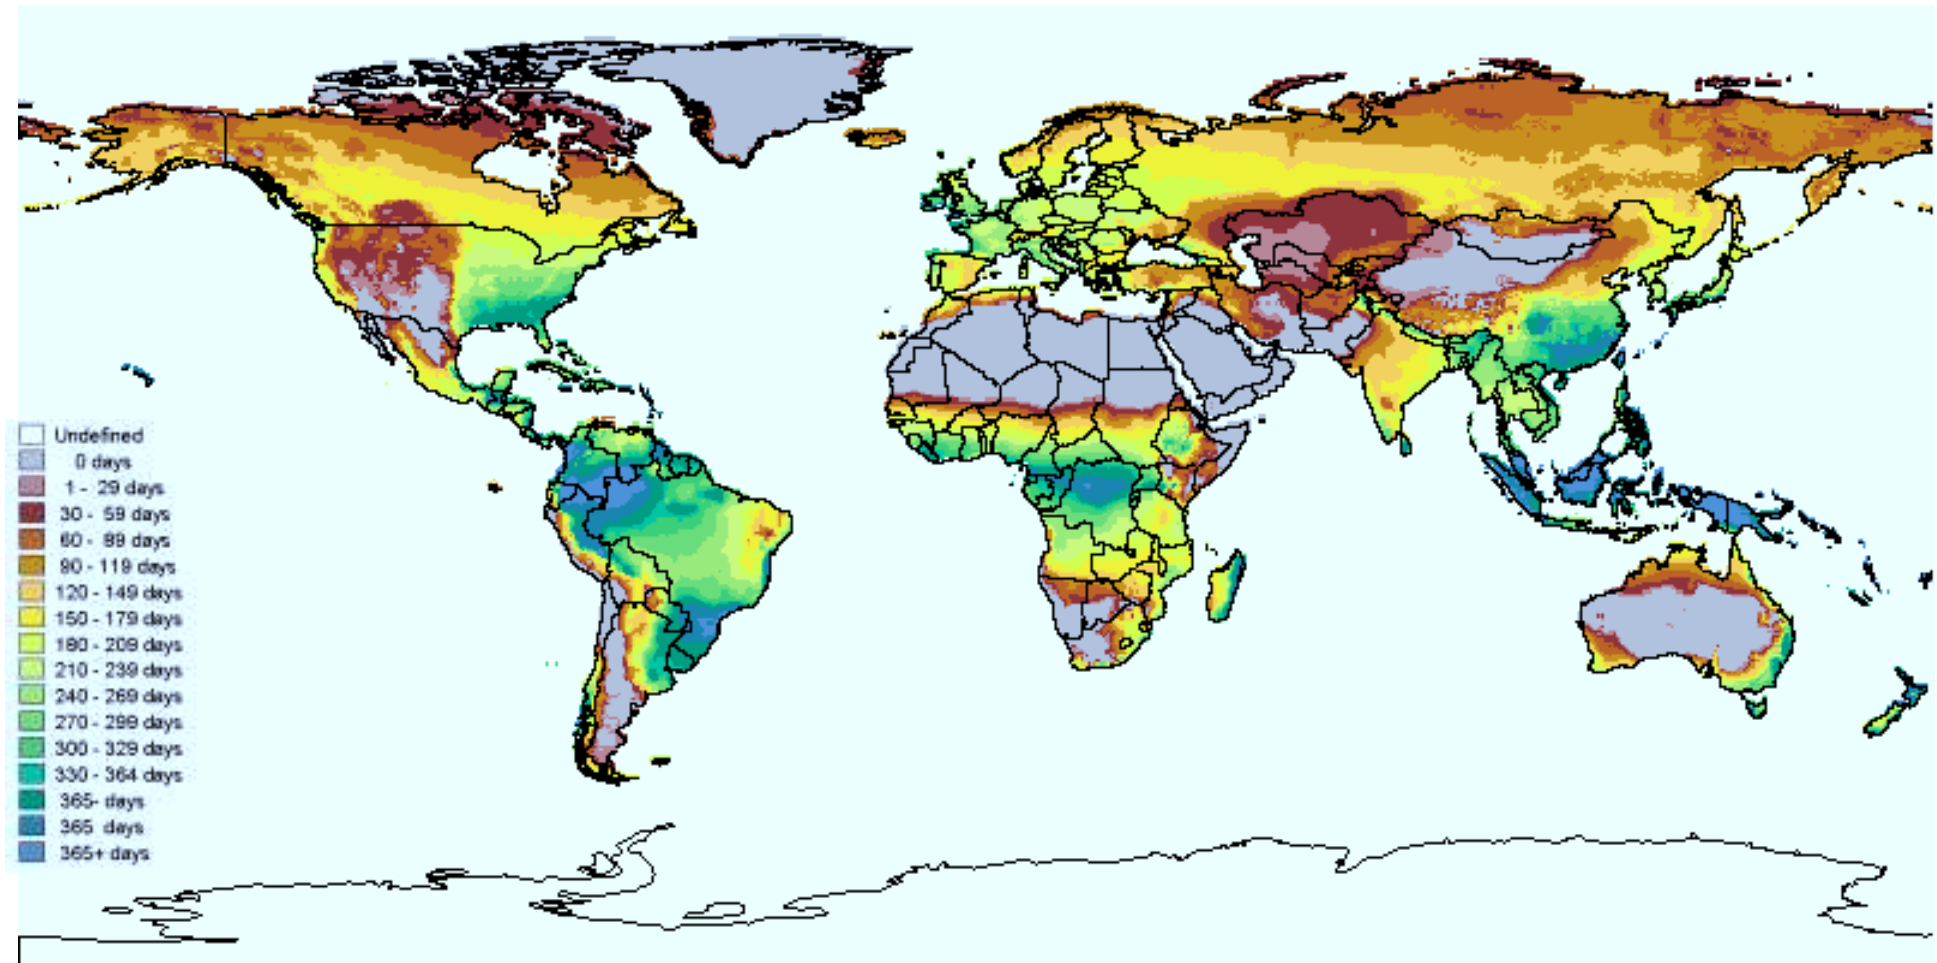 Undefined
0 days
1 - 29 days
30 - 59 days
60 - 89 days
90 - 119 days
120 - 149 days
150 - 179 days
180 - 209 days
210 - 239 days
240 - 269 days
270 - 299 days
300 - 329 days
330 - 364 days
365- days
365 days
365+ days